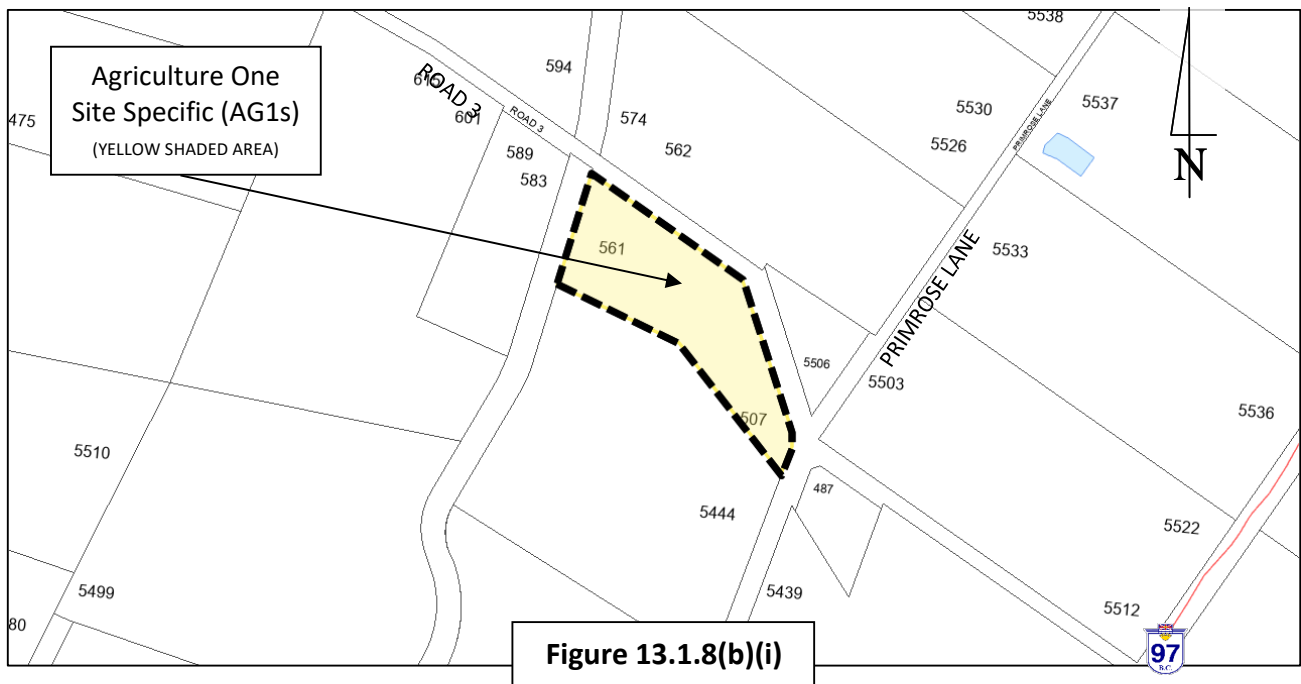 5538
Agriculture One
Site Specific (AG1s)
(YELLOW SHADED AREA)
594
ROAD 3
601
ROAD 3
475
574
562
5530
5526
5537
PRIMROSE LANE
N
589
583
561
5533
PRIMROSE LANE
5506
5503
507
5536
5510
487
5444
5522
5499
5439
5512
80
Figure 13.1.8(b)(i)
97
B.C.